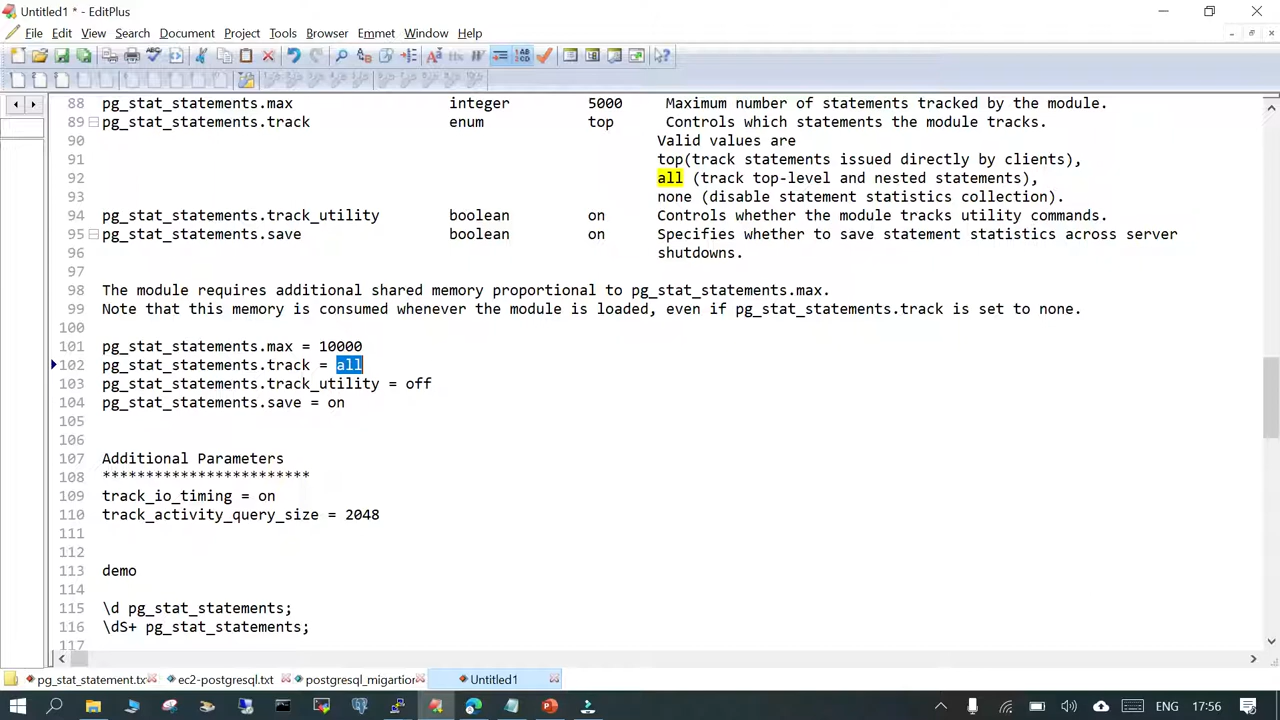 Untitled1 * - EditPlus
File Edit View Search Document Project Tools Browser Emmet Window Help
88 pg_stat_statements.max integer 5000 Maximum number of statements tracked by the module.
89 pg_stat_statements.track enum top Controls which statements the module tracks.
90 Valid values are
91 top(track statements issued directly by clients),
92 all (track top-level and nested statements),
93 none (disable statement statistics collection).
94 pg_stat_statements.track_utility boolean on Controls whether the module tracks utility commands.
95 pg_stat_statements.save boolean on Specifies whether to save statement statistics across server
96 shutdowns.
97
98 The module requires additional shared memory proportional to pg_stat_statements.max.
99 Note that this memory is consumed whenever the module is loaded, even if pg_stat_statements.track is set to none.
100
101 pg_stat_statements.max = 10000
102 pg_stat_statements.track = all
103 pg_stat_statements.track_utility = off
104 pg_stat_statements.save = on
105
106
107 Additional Parameters
108 ************************
109 track_io_timing = on
110 track_activity_query_size = 2048
111
112
113 demo
114
115 \d pg_stat_statements;
116 \dS+ pg_stat_statements;
117
pg_stat_statement.tx ec2-postgresql.txt postgresql_migartion Untitled1
ENG 17:56